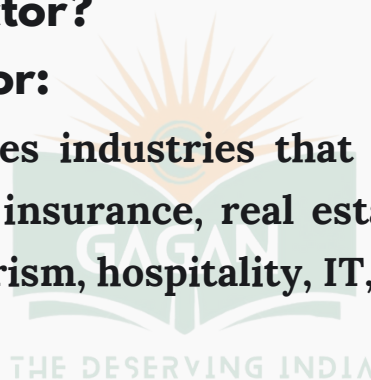 tor?
or:
es industries that
insurance, real esta
rism, hospitality, IT,
GAGAN
THE DESERVING INDIA